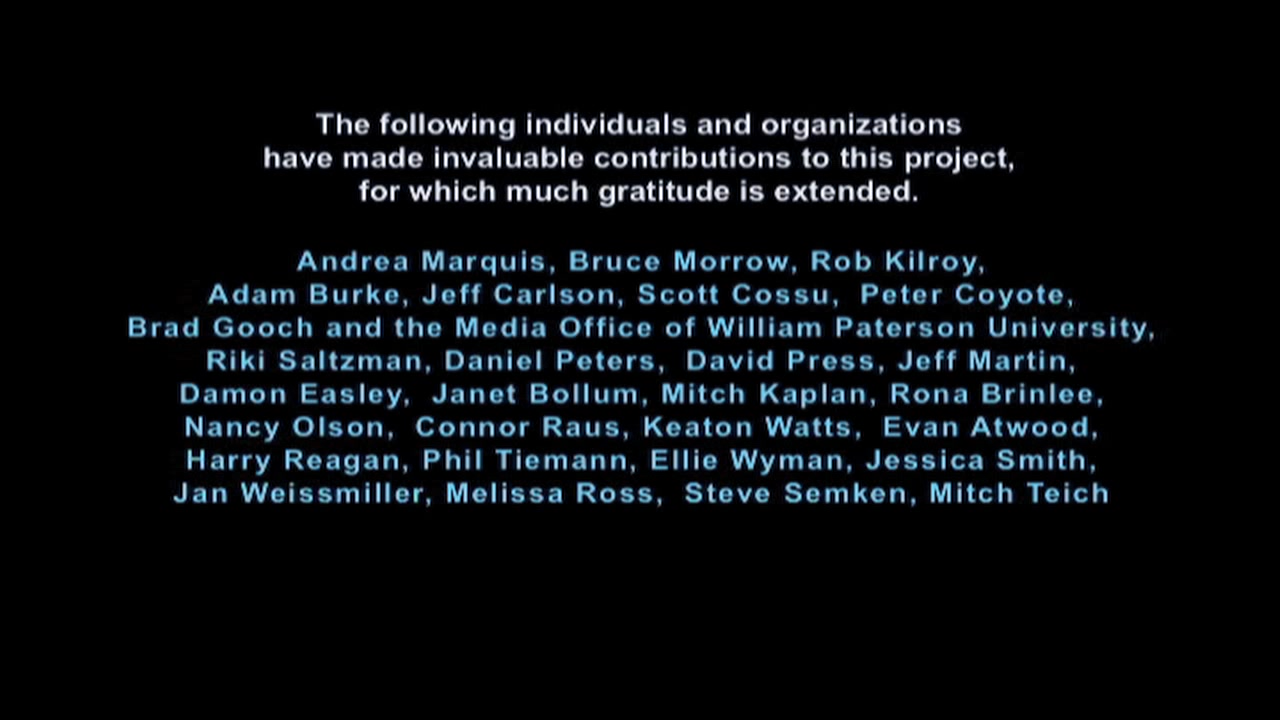 The following individuals and organizations
have made invaluable contributions to this project,
for which much gratitude is extended.
Andrea Marquis, Bruce Morrow, Rob Kilroy,
Adam Burke, Jeff Carlson, Scott Cossu, Peter Coyote,
Brad Gooch and the Media Office of William Paterson University,
Riki Saltzman, Daniel Peters, David Press, Jeff Martin,
Damon Easley, Janet Bollum, Mitch Kaplan, Rona Brinlee,
Nancy Olson, Connor Raus, Keaton Watts, Evan Atwood,
Harry Reagan, Phil Tiemann, Ellie Wyman, Jessica Smith,
Jan Weissmiller, Melissa Ross, Steve Semken, Mitch Teich